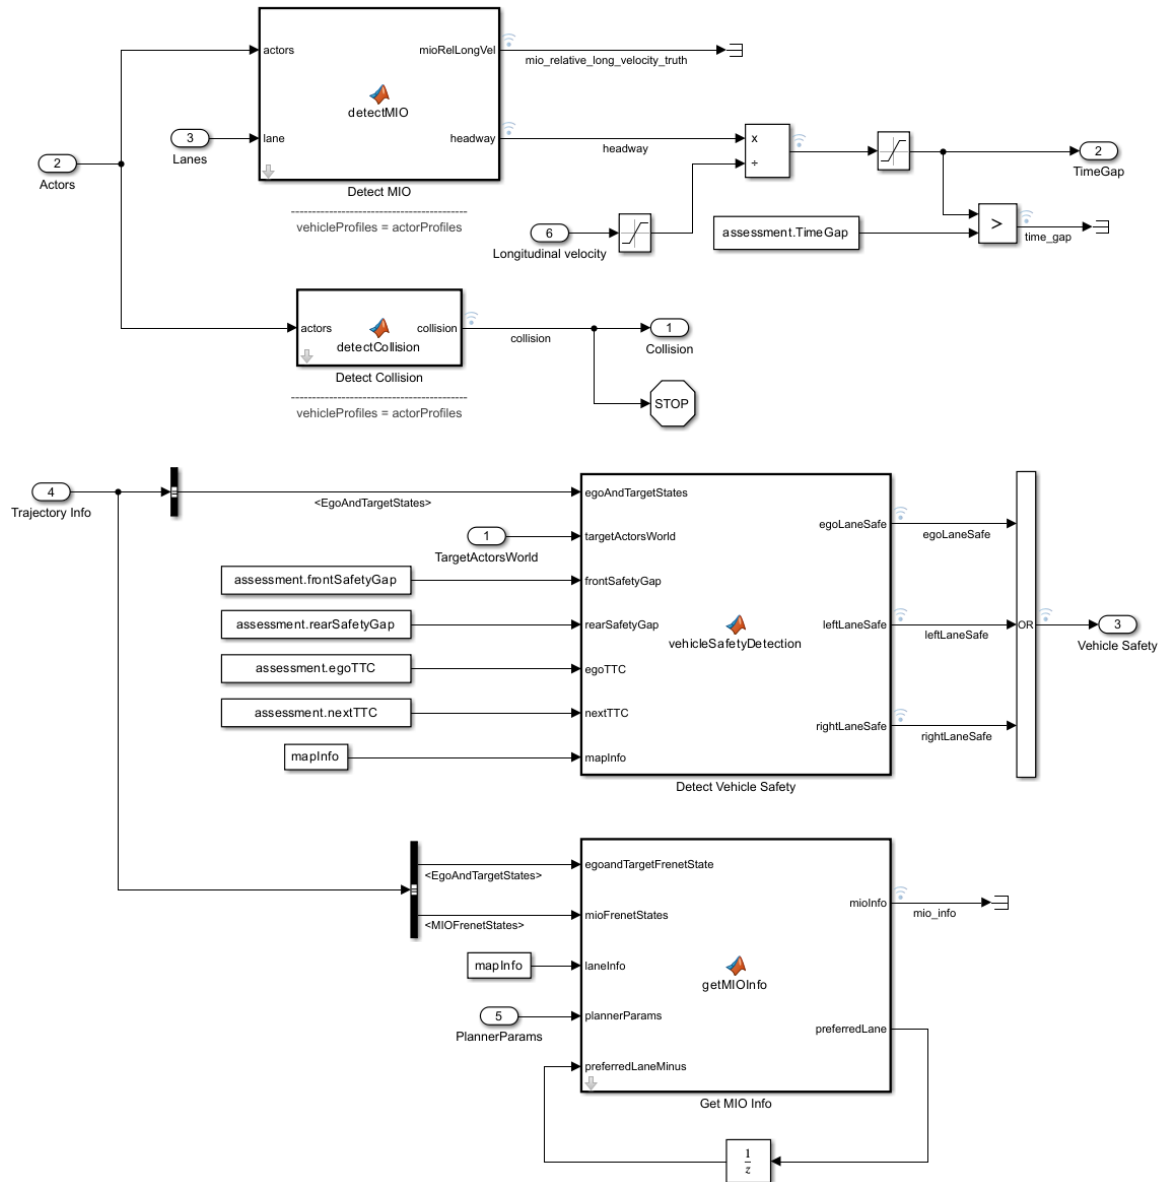 actors
mioRelLongVel
mio_relative_long_velocity_truth
detectMIO
3
lane
headway
headway
x
÷
2
TimeGap
Lanes
2
Actors
Detect MIO
vehicleProfiles = actorProfiles
6
Longitudinal velocity
assessment.TimeGap
>
time_gap
actors
collision
detectCollision
collision
1
Collision
Detect Collision
vehicleProfiles = actorProfiles
STOP
4
Trajectory Info
<EgoAndTargetStates>
egoAndTargetStates
egoLaneSafe
egoLaneSafe
1
TargetActorsWorld
targetActorsWorld
assessment.frontSafetyGap
frontSafetyGap
assessment.rearSafetyGap
rearSafetyGap
vehicleSafetyDetection
leftLaneSafe
leftLaneSafe
OR
3
Vehicle Safety
assessment.egoTTC
egoTTC
assessment.nextTTC
nextTTC
rightLaneSafe
rightLaneSafe
mapInfo
mapInfo
Detect Vehicle Safety
<EgoAndTargetStates>
egoandTargetFrenetState
<MIOFrenetStates>
mioFrenetStates
mioInfo
mio_info
mapInfo
laneInfo
getMIOInfo
5
PlannerParams
plannerParams
preferredLane
preferredLaneMinus
Get MIO Info
1
z